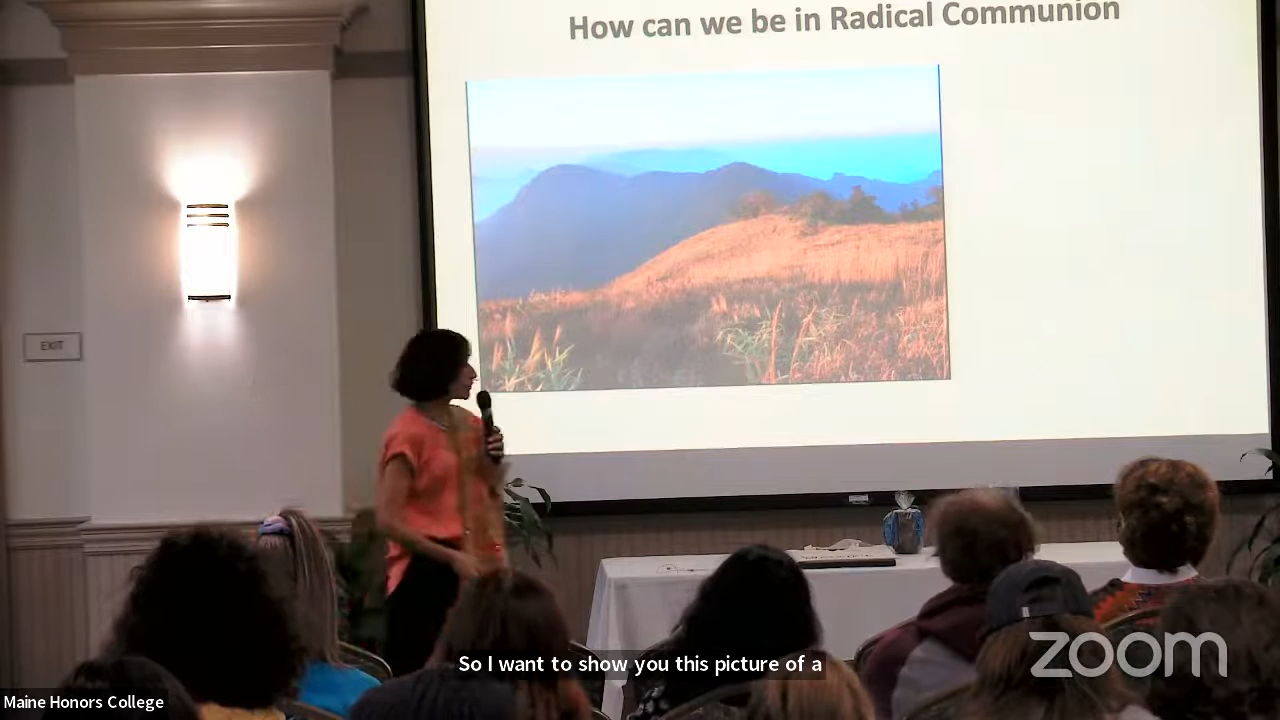 How can we be in Radical Communion
EXIT
So I want to show you this picture of a
zoom
Maine Honors College